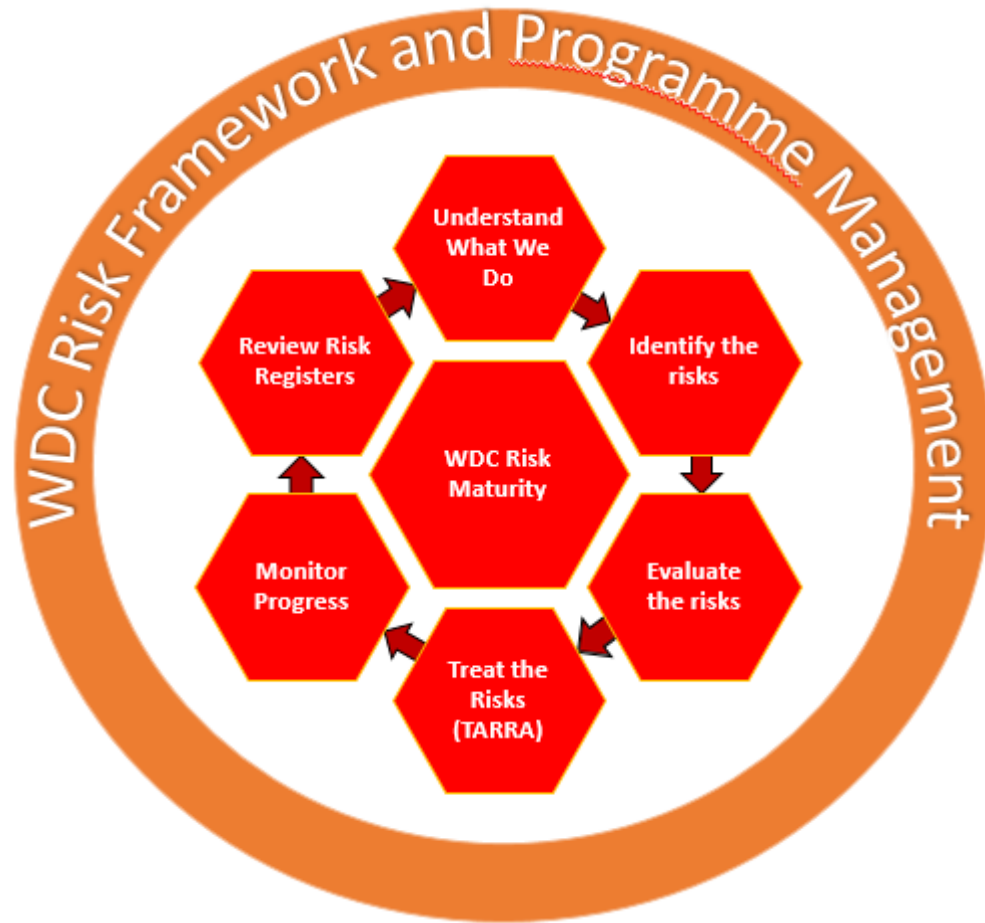 WDC Risk Framework and Programme Management
Understand
What We
Do
Identify the
risks
Evaluate
the risks
Treat the
Risks
(TARRA)
Monitor
Progress
Review Risk
Registers
WDC Risk
Maturity